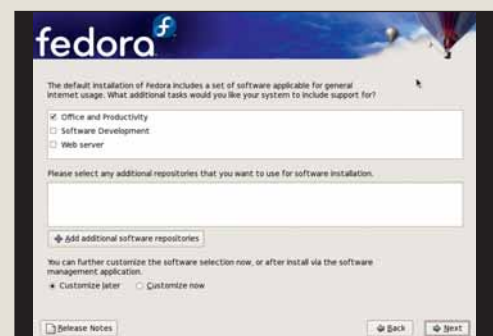 fedora
The default installation of Fedora includes a set of software applicable for general
internet usage. What additional tasks would you like your system to include support for?
Office and Productivity
Software Development
Web server
Please select any additional repositories that you want to use for software installation.
Add additional software repositories
You can further customize the software selection now, or after install via the software
management application.
Customize later Customize now
Release Notes Back Next